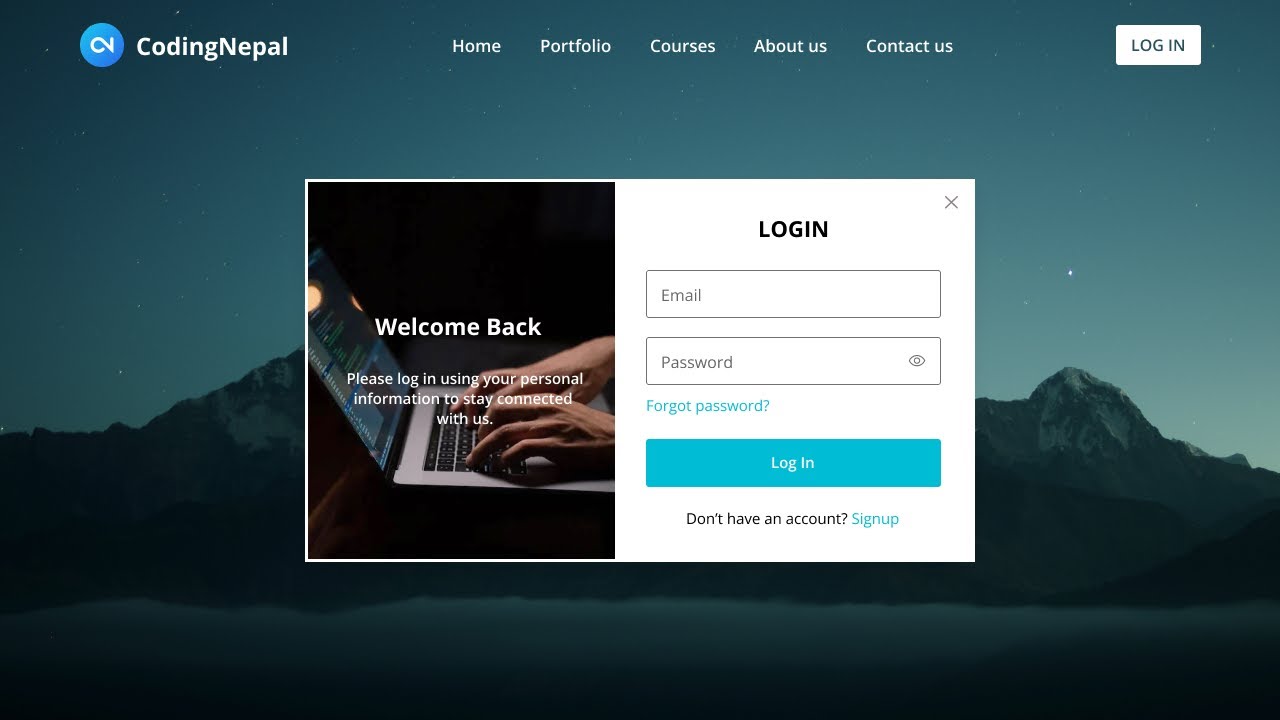 CodingNepal
Home
Portfolio
Courses
About us
Contact us
LOG IN
Welcome Back
Please log in using your personal
information to stay connected
with us.
LOGIN
Email
Password
Forgot password?
Log In
Don’t have an account? Signup